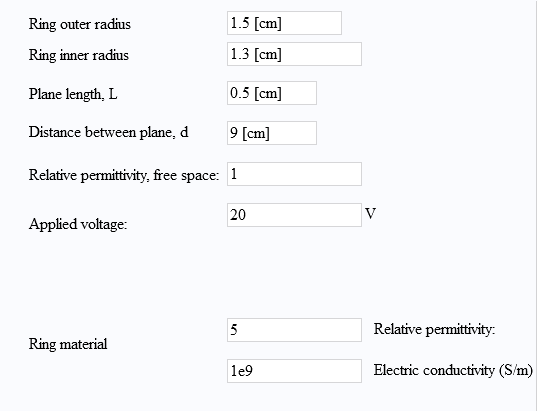 Ring outer radius 1.5 [cm]
Ring inner radius 1.3 [cm]
Plane length, L 0.5 [cm]
Distance between plane, d 9 [cm]
Relative permittivity, free space: 1
Applied voltage: 20 V
5 Relative permittivity:
Ring material
1e9 Electric conductivity (S/m)